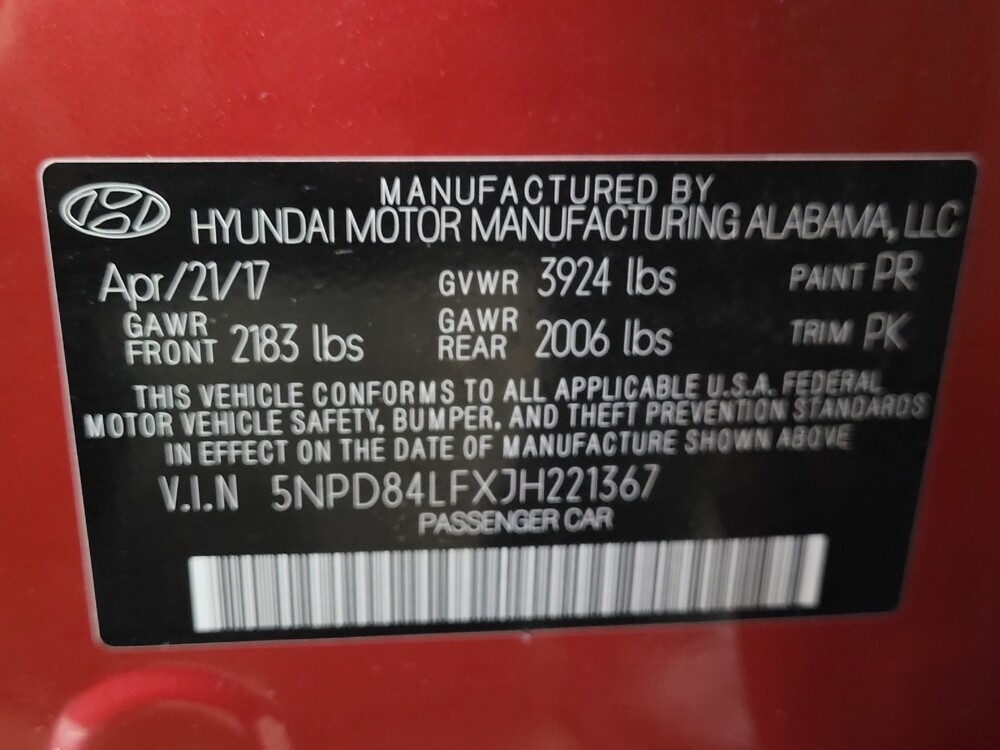 MANUFACTURED BY
HYUNDAI MOTOR MANUFACTURING ALABAMA, LLC
Apr/21/17 GVWR 3924 lbs PAINT PR
GAWR FRONT 2183 lbs GAWR REAR 2006 lbs TRIM PK
THIS VEHICLE CONFORMS TO ALL APPLICABLE U.S.A. FEDERAL
MOTOR VEHICLE SAFETY, BUMPER, AND THEFT PREVENTION STANDARDS
IN EFFECT ON THE DATE OF MANUFACTURE SHOWN ABOVE
V.I.N 5NPD84LFXJH221367
PASSENGER CAR